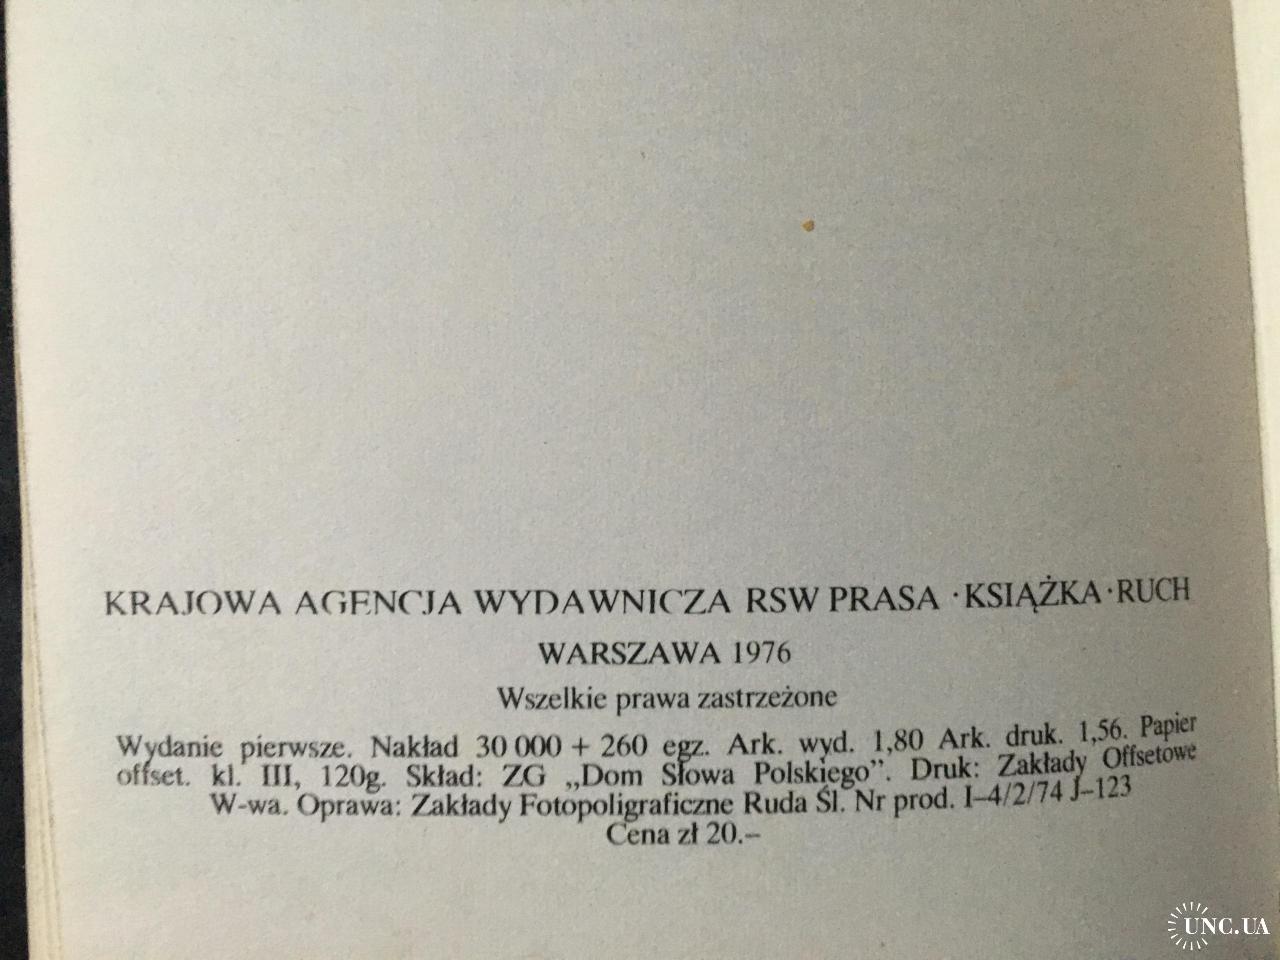 KRAJOWA AGENCJA WYDAWNICZA RSW PRASA · KSIĄŻKA · RUCH
WARSZAWA 1976
Wszelkie prawa zastrzeżone
Wydanie pierwsze. Nakład 30 000 + 260 egz. Ark. wyd. 1,80 Ark. druk. 1,56. Papier
offset. kl. III, 120g. Skład: ZG „Dom Słowa Polskiego”. Druk: Zakłady Offsetowe
W-wa. Oprawa: Zakłady Fotopoligraficzne Ruda Śl. Nr prod. I–4/2/74 J–123
Cena zł 20.–
UNC.UA